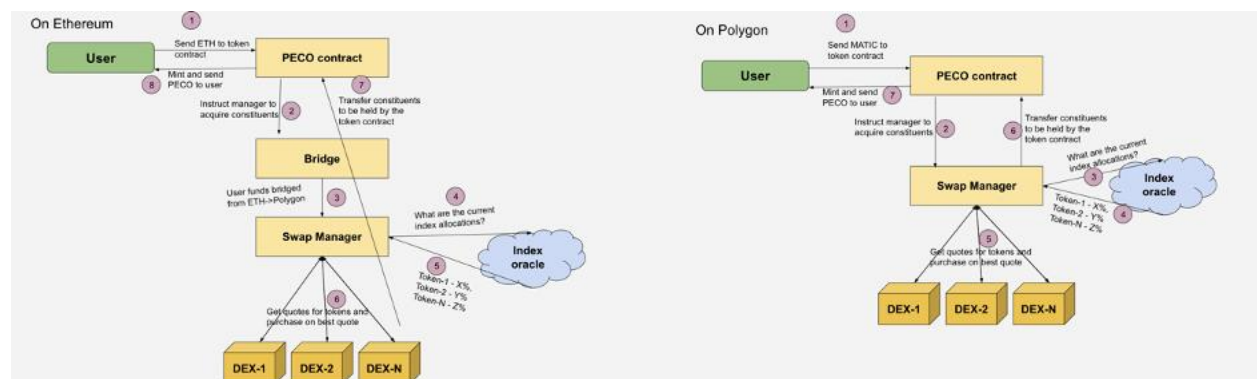 On Ethereum
1
Send ETH to token
contract
User
PECO contract
8
Mint and send
PECO to user
7
Instruct manager to
acquire constituents
2
Transfer constituents
to be held by the
token contract
Bridge
User funds bridged
from ETH->Polygon
3
4
What are the current
index allocations?
Swap Manager
Index
oracle
5
Token-1 - X%,
Token-2 - Y%
Token-N - Z%
6
Get quotes for tokens and
purchase on best quote
DEX-1
DEX-2
DEX-N
On Polygon
1
Send MATIC to
token contract
User
PECO contract
Mint and send
PECO to user
7
Instruct manager to
acquire constituents
2
6
Transfer constituents
to be held by the
token contract
What are the current
index allocations?
3
Swap Manager
Index
oracle
Token-1 - X%,
Token-2 - Y%
Token-N - Z%
4
5
Get quotes for tokens and
purchase on best quote
DEX-1
DEX-2
DEX-N